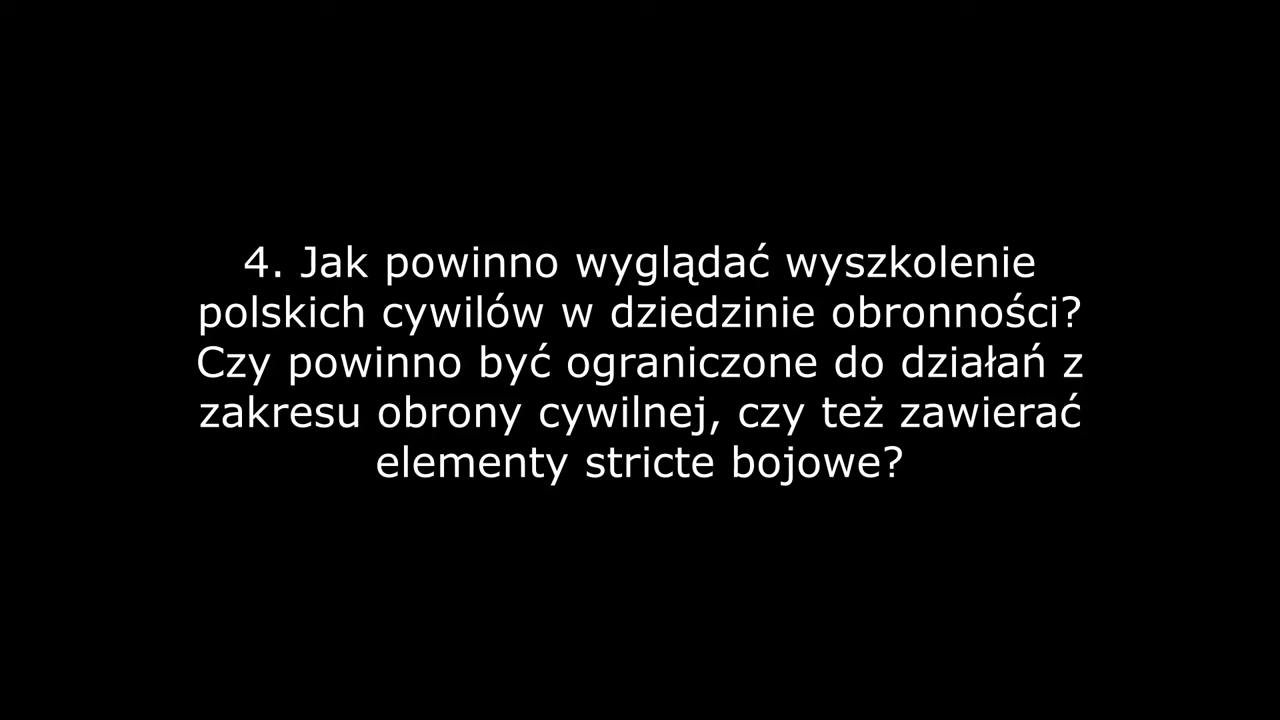 4. Jak powinno wyglądać wyszkolenie
polskich cywilów w dziedzinie obronności?
Czy powinno być ograniczone do działań z
zakresu obrony cywilnej, czy też zawierać
elementy stricte bojowe?